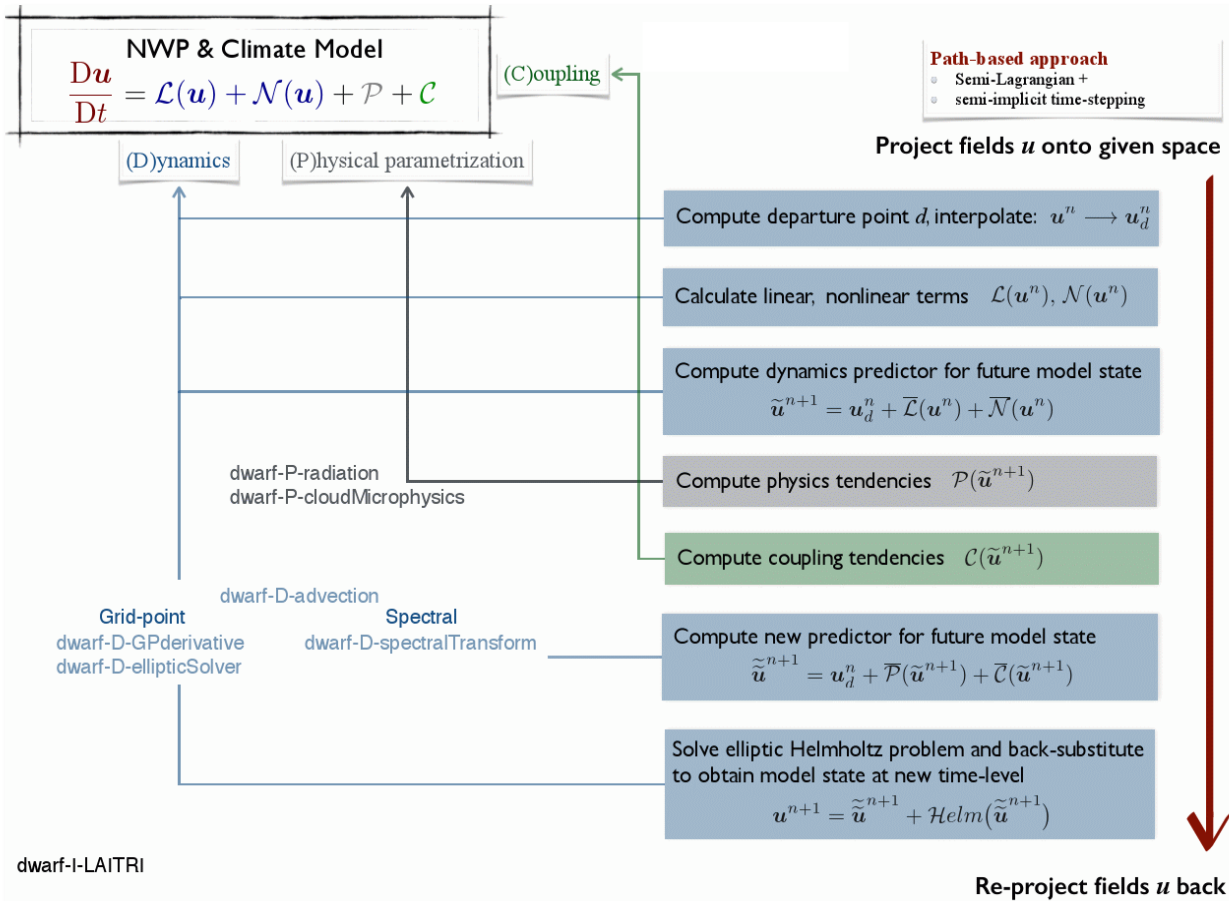 NWP & Climate Model
D𝒖/D𝑡 = ℒ(𝒖) + 𝒩(𝒖) + 𝒫 + 𝒞
(C)oupling
Path-based approach
Semi-Lagrangian +
semi-implicit time-stepping
(D)ynamics
(P)hysical parametrization
Project fields u onto given space
Compute departure point d, interpolate: uⁿ ⟶ u_dⁿ
Calculate linear, nonlinear terms ℒ(uⁿ), 𝒩(uⁿ)
Compute dynamics predictor for future model state
ũⁿ⁺¹ = u_dⁿ + ℒ̅(uⁿ) + 𝒩̅(uⁿ)
dwarf-P-radiation
dwarf-P-cloudMicrophysics
Compute physics tendencies 𝒫(ũⁿ⁺¹)
Compute coupling tendencies 𝒞(ũⁿ⁺¹)
dwarf-D-advection
Grid-point
dwarf-D-GPderivative
dwarf-D-ellipticSolver
Spectral
dwarf-D-spectralTransform
Compute new predictor for future model state
ũ̃ⁿ⁺¹ = u_dⁿ + 𝒫̅(ũⁿ⁺¹) + 𝒞̅(ũⁿ⁺¹)
Solve elliptic Helmholtz problem and back-substitute
to obtain model state at new time-level
uⁿ⁺¹ = ũ̃ⁿ⁺¹ + ℋelm(ũ̃ⁿ⁺¹)
dwarf-I-LAITRI
Re-project fields u back